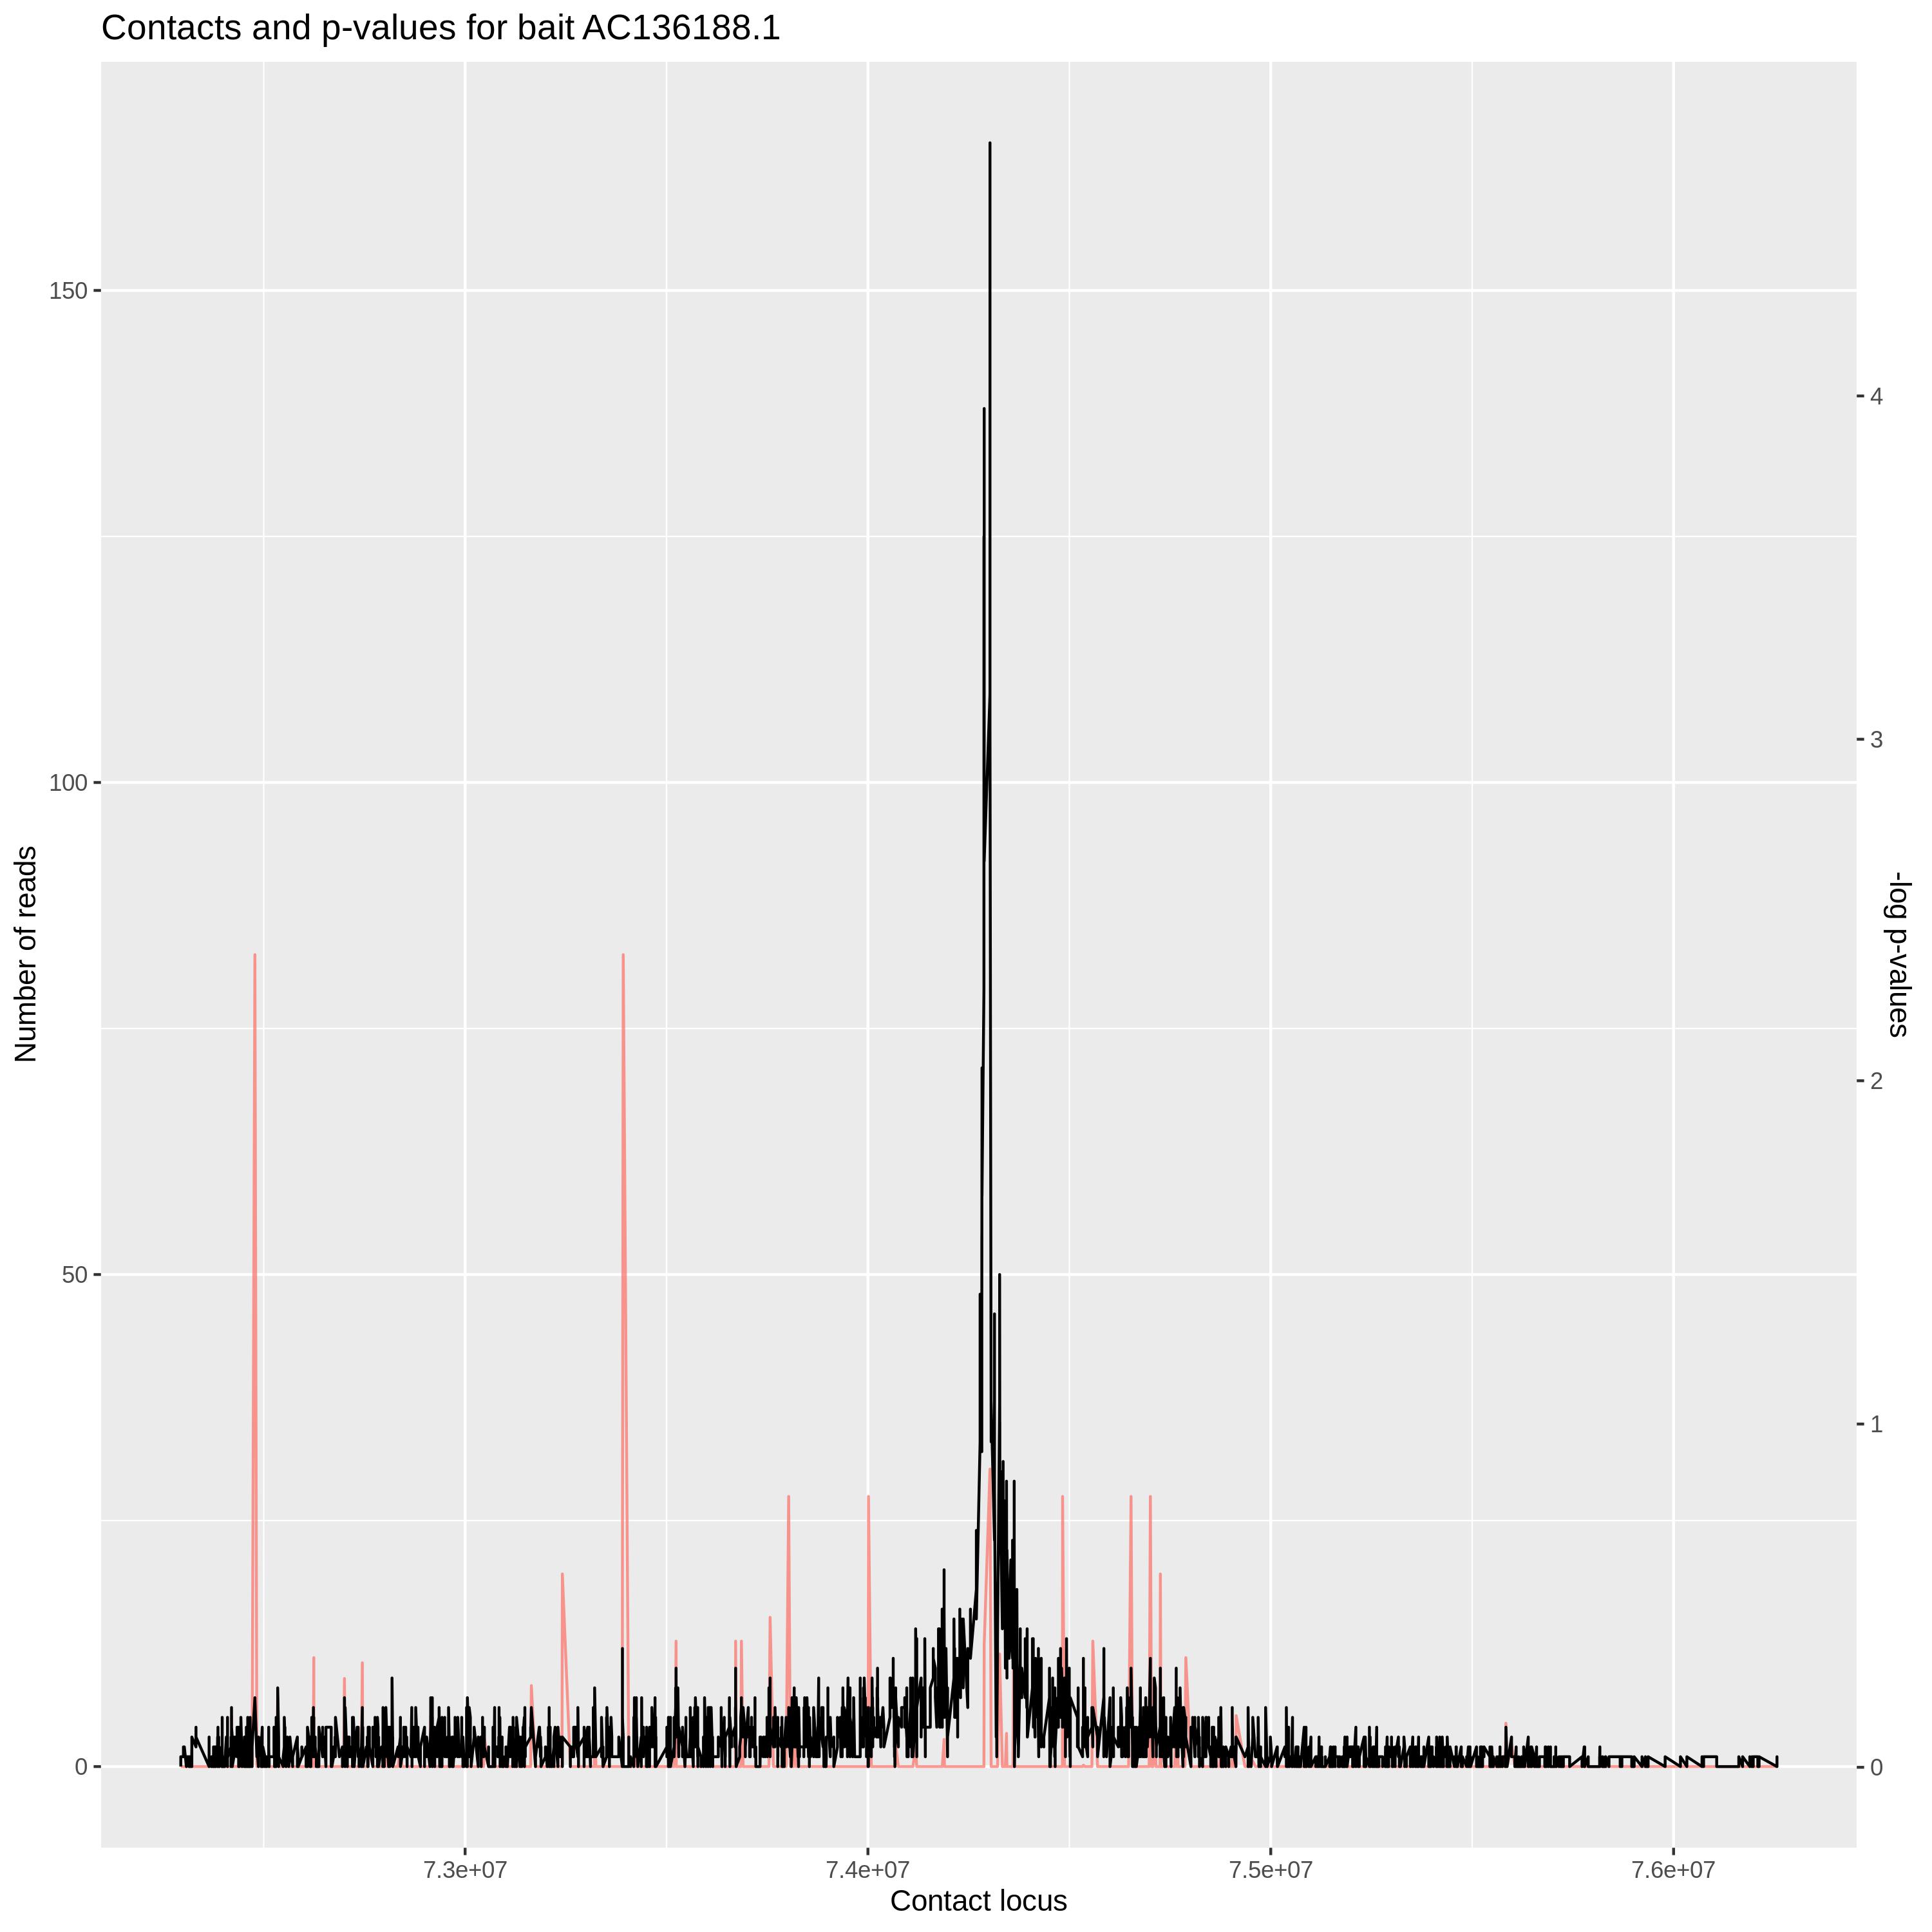 Contacts and p-values for bait AC136188.1
150
100
50
0
Number of reads
4
3
2
1
0
-log p-values
7.3e+07 7.4e+07 7.5e+07 7.6e+07
Contact locus